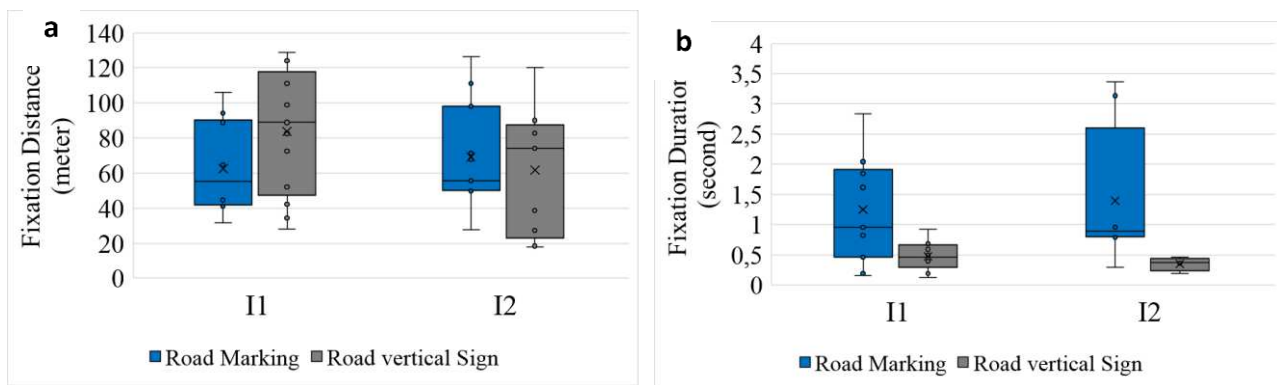 a
Fixation Distance
(meter)
140
120
100
80
60
40
20
0
I1 I2
Road Marking Road vertical Sign
b
Fixation Duration
(second)
4
3,5
3
2,5
2
1,5
1
0,5
0
I1 I2
Road Marking Road vertical Sign